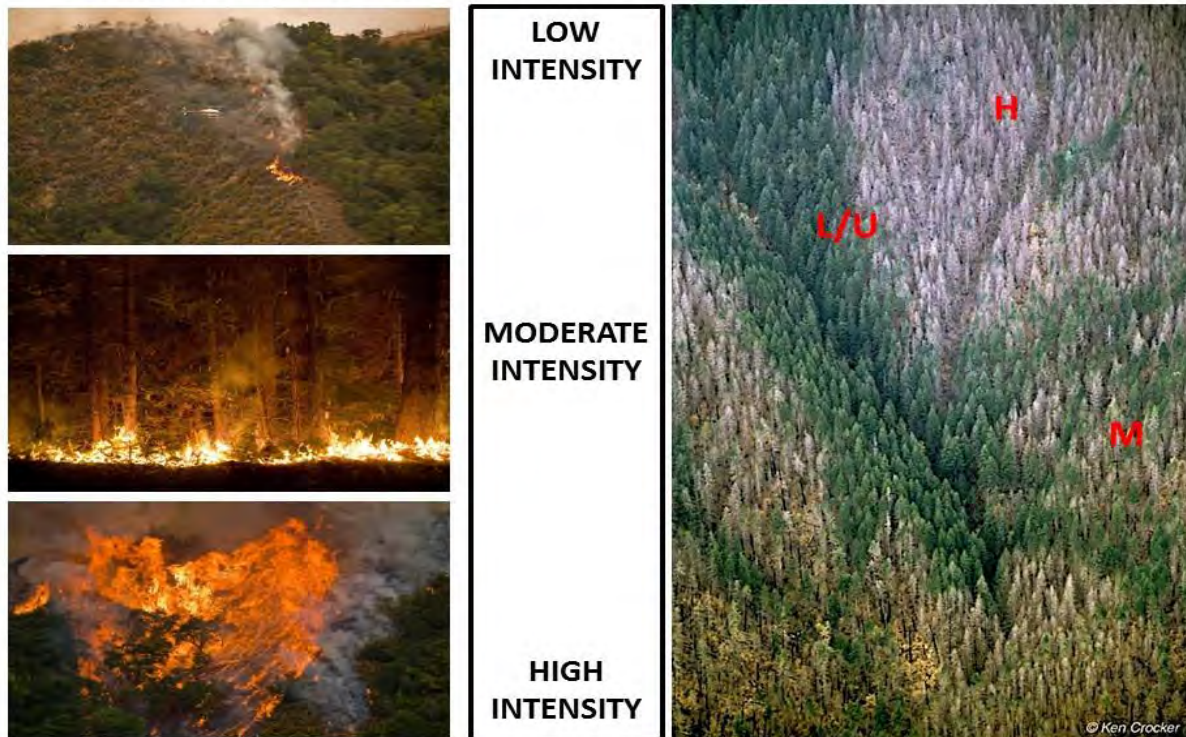 LOW
INTENSITY
MODERATE
INTENSITY
HIGH
INTENSITY
H
L/U
M
© Ken Crocker